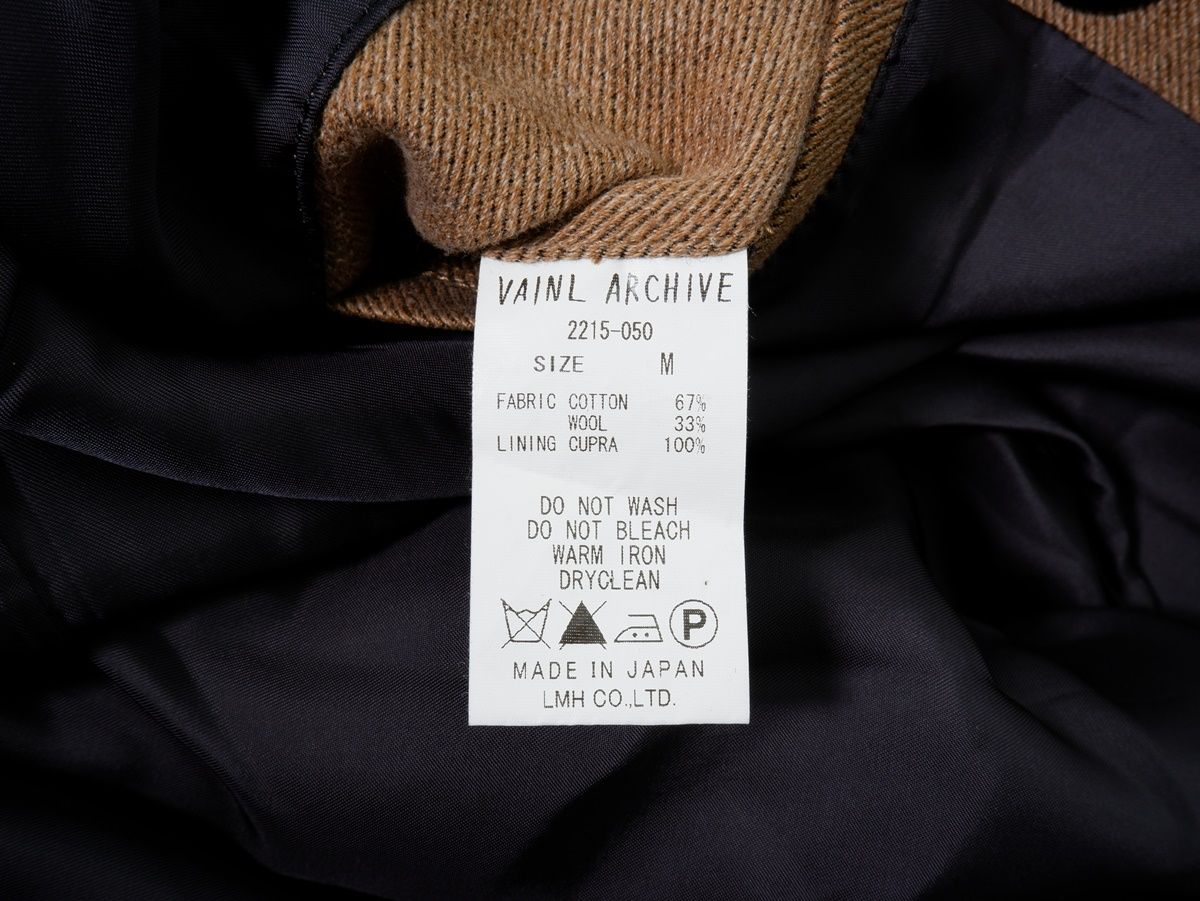 VAINL ARCHIVE
2215-050
SIZE M
FABRIC COTTON 67%
WOOL 33%
LINING CUPRA 100%
DO NOT WASH
DO NOT BLEACH
WARM IRON
DRYCLEAN
P
MADE IN JAPAN
LMH CO.,LTD.